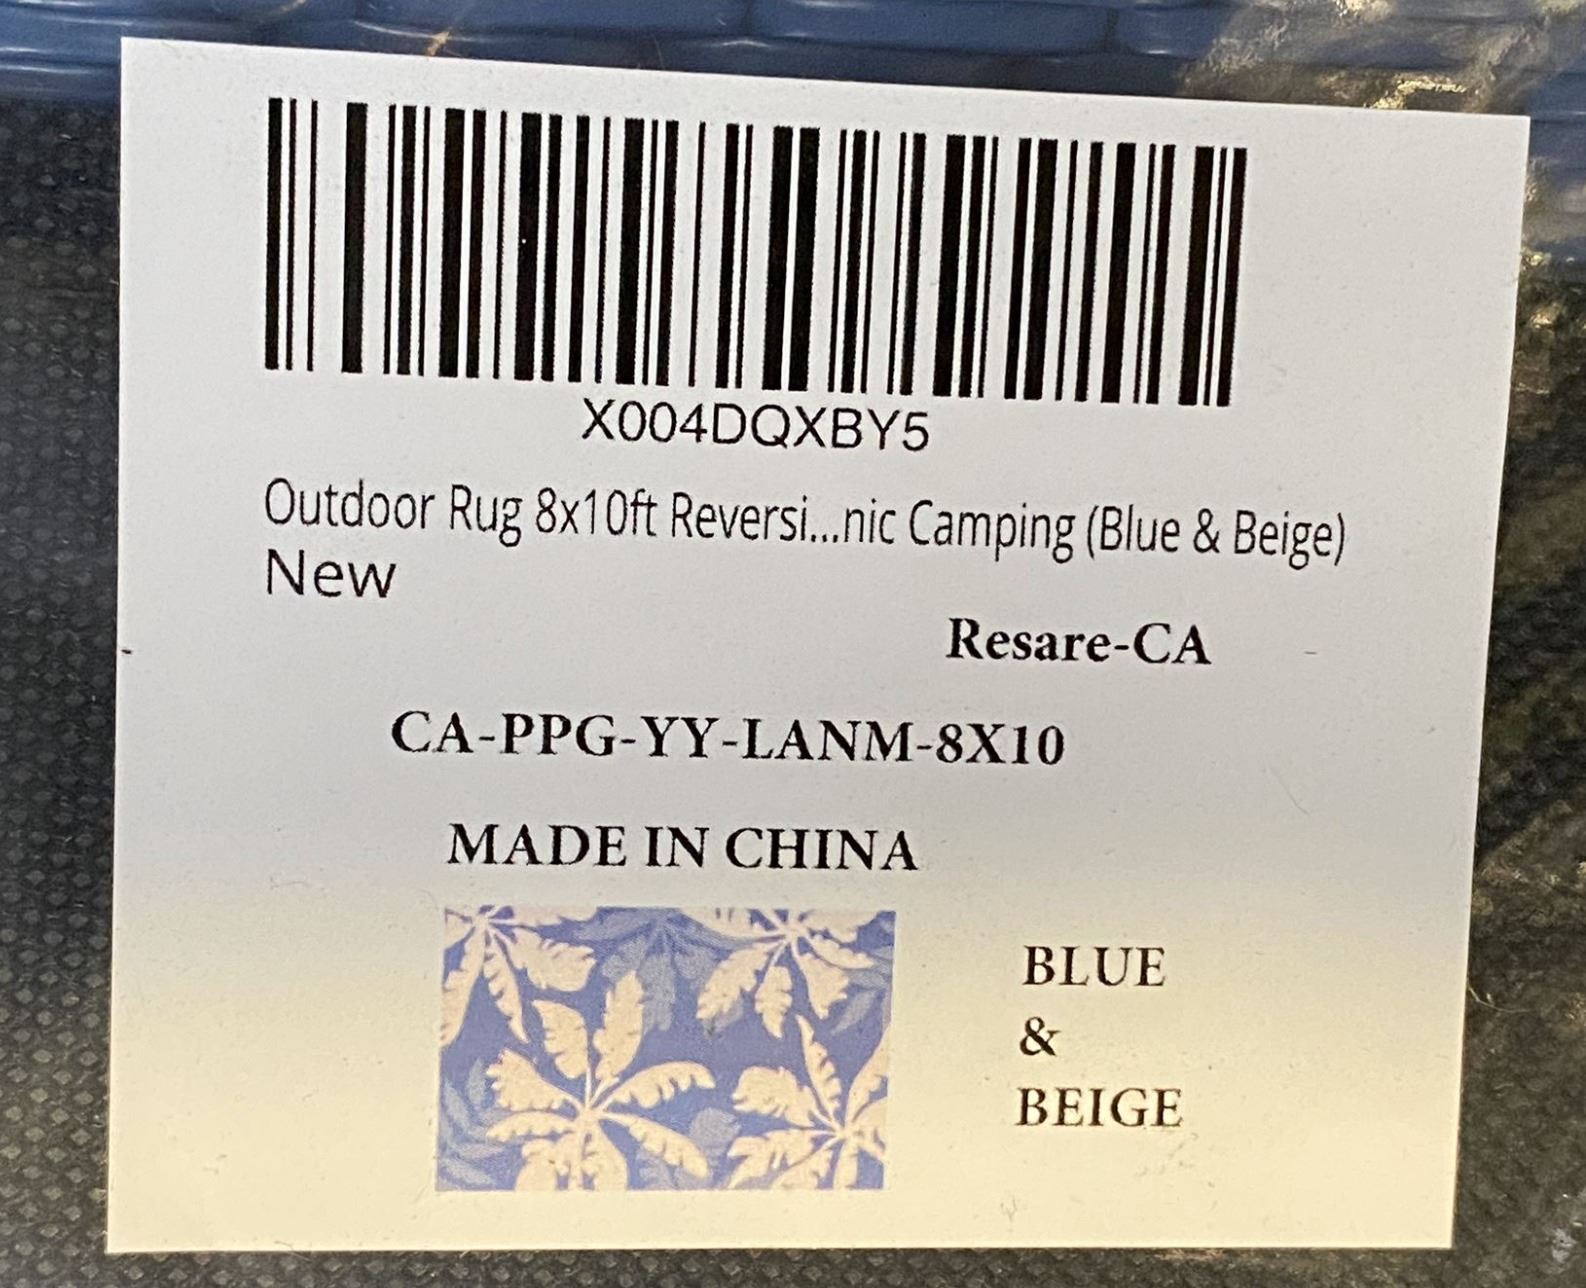 X004DQXBY5
Outdoor Rug 8x10ft Reversi...nic Camping (Blue & Beige)
New
Resare-CA
CA-PPG-YY-LANM-8X10
MADE IN CHINA
BLUE
&
BEIGE